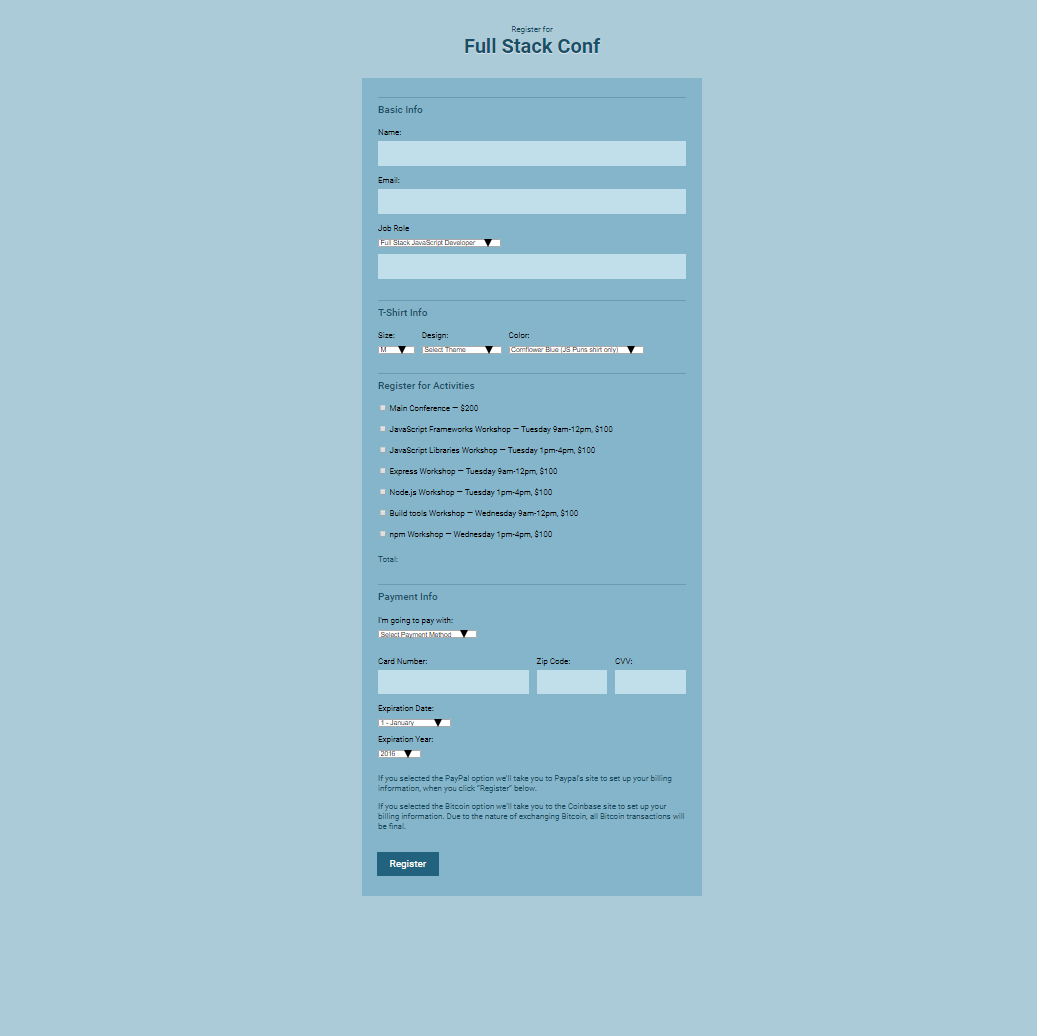 Register for
Full Stack Conf
Basic Info
Name:
Email:
Job Role
Full Stack JavaScript Developer ▼
T-Shirt Info
Size: Design: Color:
M ▼ Select Theme ▼ Cornflower Blue (JS Puns shirt only) ▼
Register for Activities
Main Conference — $200
JavaScript Frameworks Workshop — Tuesday 9am-12pm, $100
JavaScript Libraries Workshop — Tuesday 1pm-4pm, $100
Express Workshop — Tuesday 9am-12pm, $100
Node.js Workshop — Tuesday 1pm-4pm, $100
Build tools Workshop — Wednesday 9am-12pm, $100
npm Workshop — Wednesday 1pm-4pm, $100
Total:
Payment Info
I'm going to pay with:
Select Payment Method ▼
Card Number: Zip Code: CVV:
Expiration Date:
1 - January ▼
Expiration Year:
2016 ▼
If you selected the PayPal option we'll take you to Paypal's site to set up your billing
information, when you click "Register" below.
If you selected the Bitcoin option we'll take you to the Coinbase site to set up your
billing information. Due to the nature of exchanging Bitcoin, all Bitcoin transactions will
be final.
Register